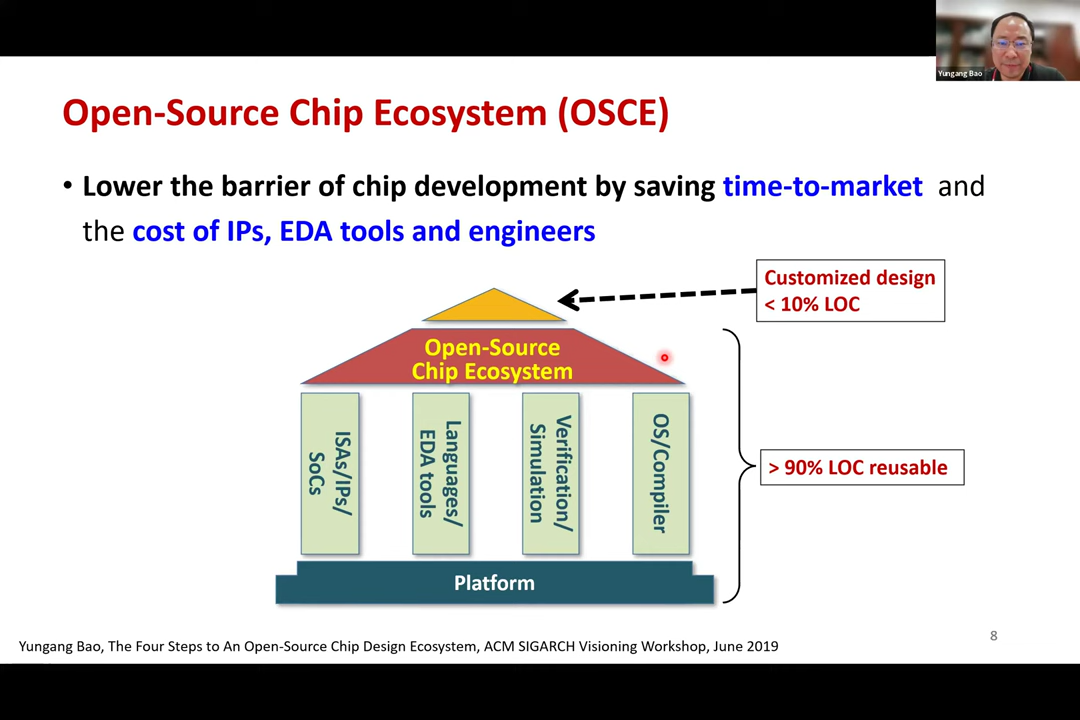 Yungang Bao
Open-Source Chip Ecosystem (OSCE)
• Lower the barrier of chip development by saving time-to-market and
the cost of IPs, EDA tools and engineers
Customized design
< 10% LOC
Open-Source
Chip Ecosystem
ISAs/IPs/
SoCs
Languages/
EDA tools
Verification/
Simulation
OS/Compiler
> 90% LOC reusable
Platform
8
Yungang Bao, The Four Steps to An Open-Source Chip Design Ecosystem, ACM SIGARCH Visioning Workshop, June 2019